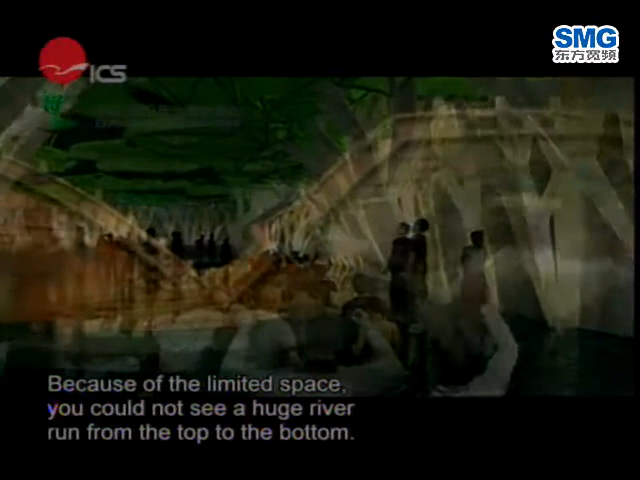 SMG
东方宽频
ICS
Because of the limited space,
you could not see a huge river
run from the top to the bottom.